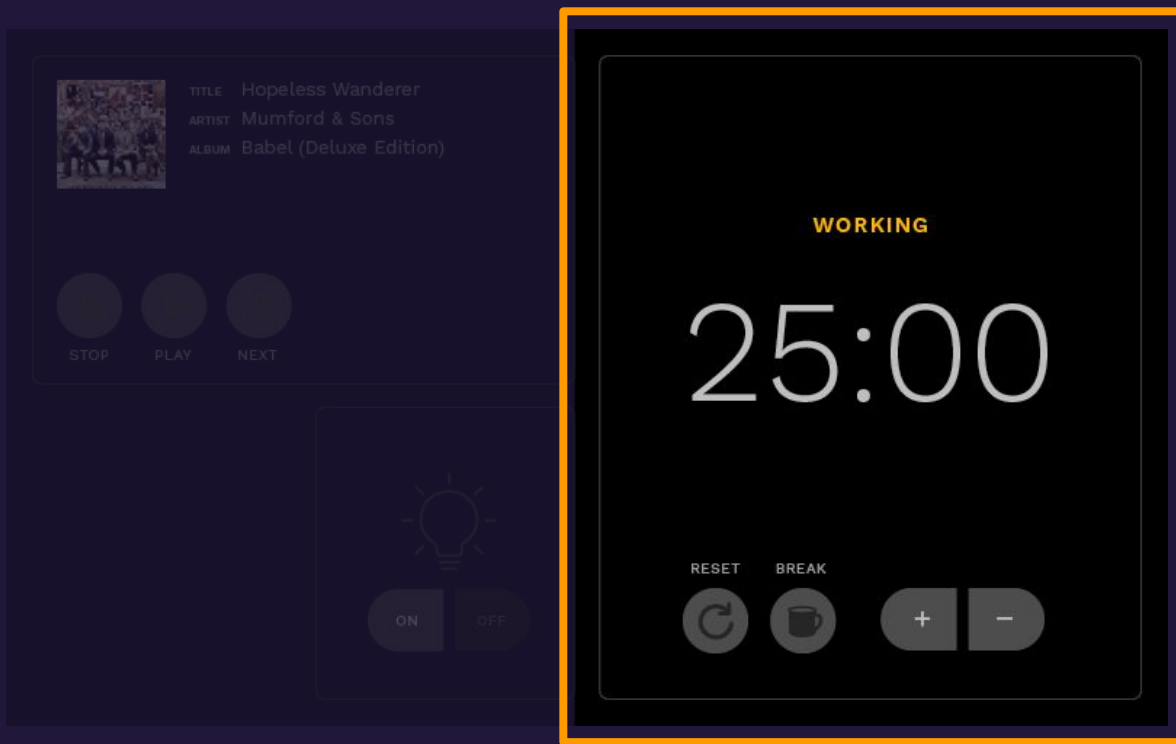 TITLE Hopeless Wanderer
ARTIST Mumford & Sons
ALBUM Babel (Deluxe Edition)
STOP PLAY NEXT
ON OFF
WORKING
25:00
RESET BREAK
+ −